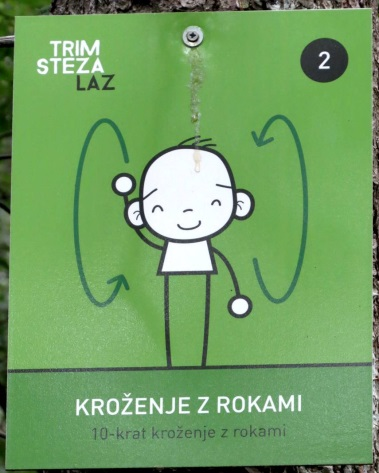 TRIM
STEZA
LAZ
2
KROŽENJE Z ROKAMI
10-krat kroženje z rokami